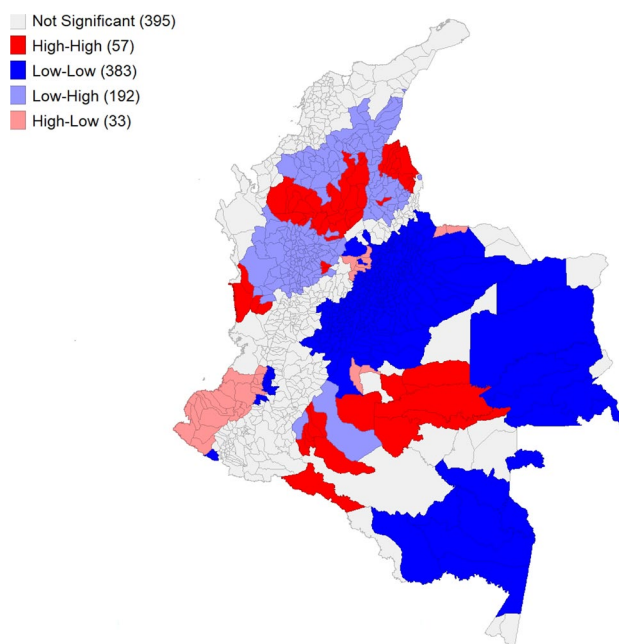 Not Significant (395)
High-High (57)
Low-Low (383)
Low-High (192)
High-Low (33)